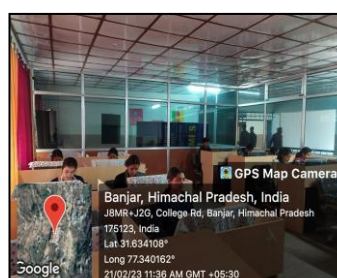 GPS Map Camera
Banjar, Himachal Pradesh, India
J8MR+J2G, College Rd, Banjar, Himachal Pradesh
175123, India
Lat 31.634108°
Long 77.340162°
21/02/23 11:36 AM GMT +05:30
Google